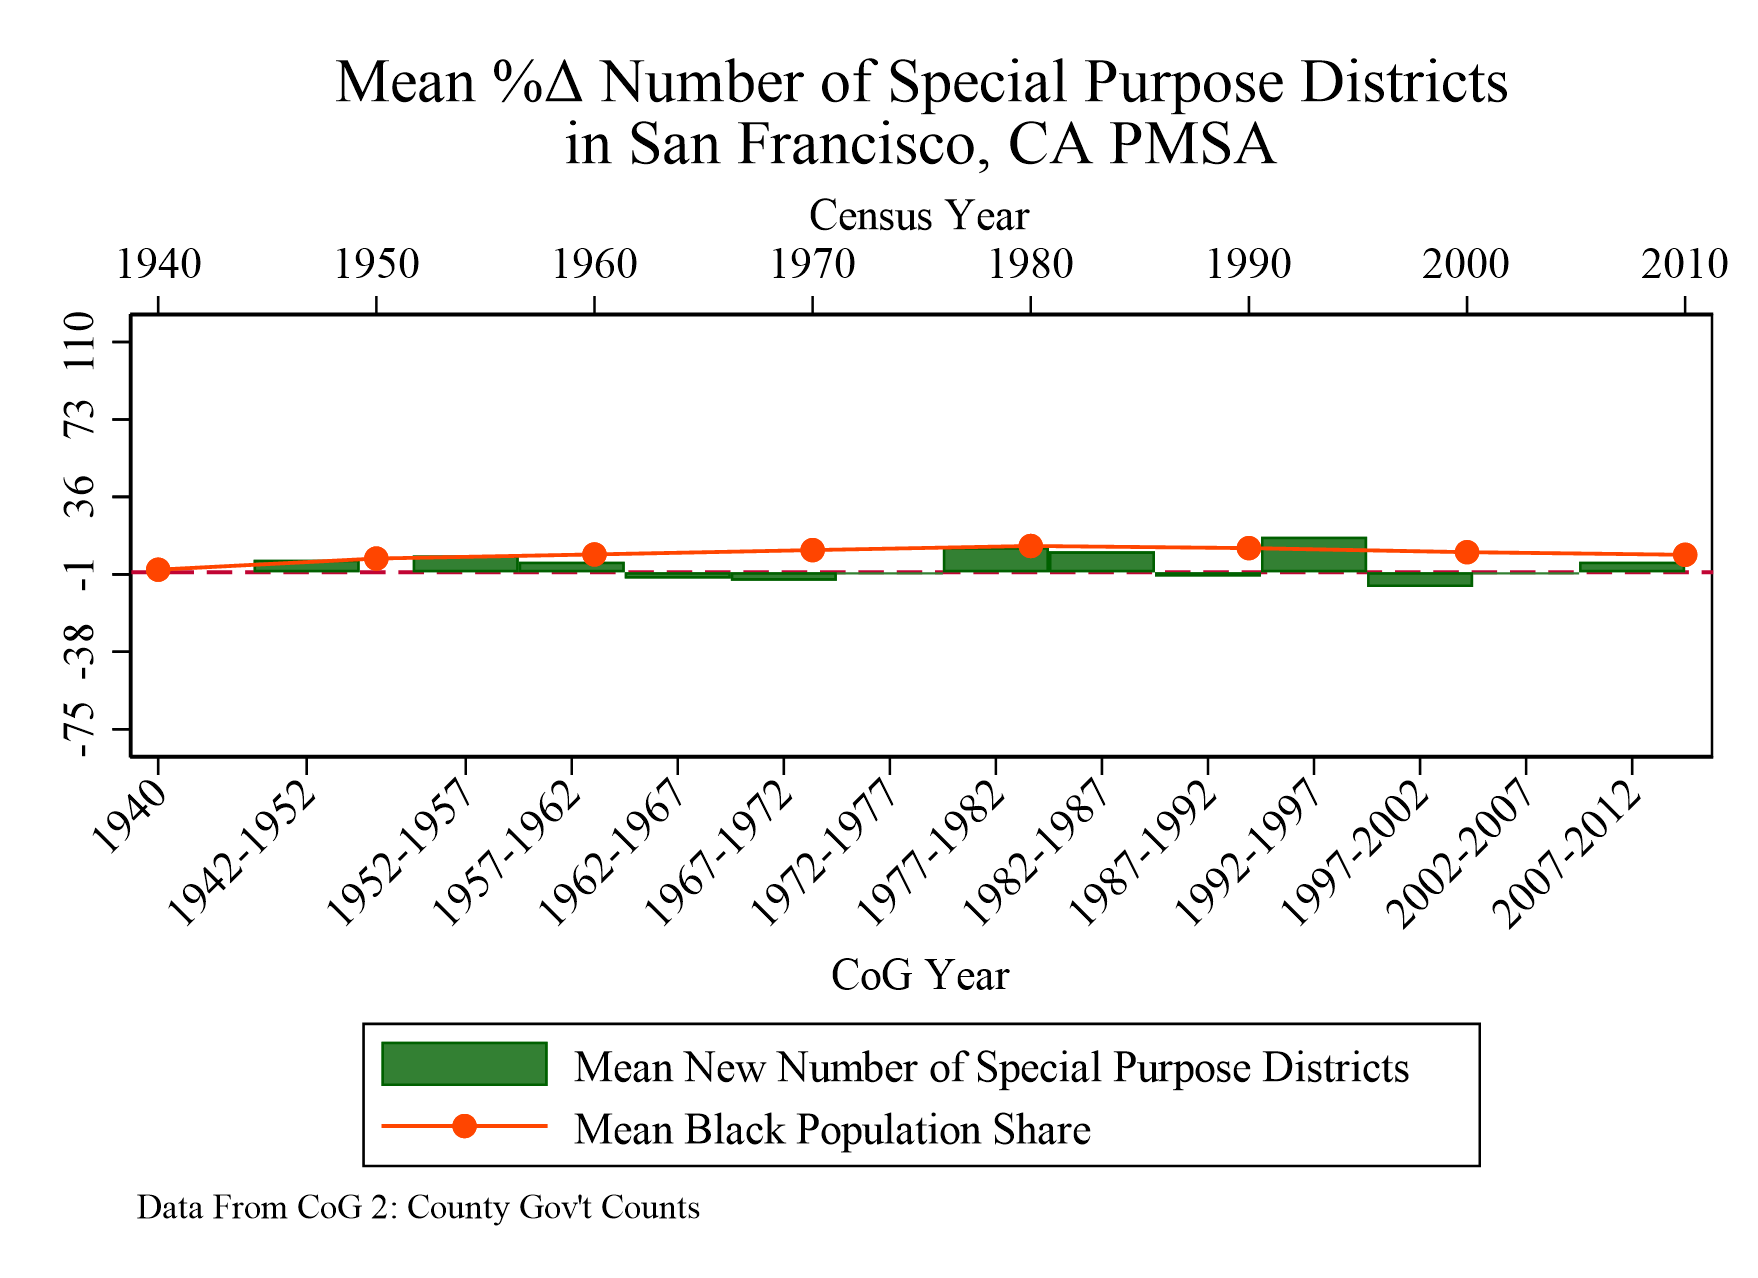 Mean %Δ Number of Special Purpose Districts
in San Francisco, CA PMSA
Census Year
1940 1950 1960 1970 1980 1990 2000 2010
110
73
36
-1
-38
-75
1940 1942-1952 1952-1957 1957-1962 1962-1967 1967-1972 1972-1977 1977-1982 1982-1987 1987-1992 1992-1997 1997-2002 2002-2007 2007-2012
CoG Year
Mean New Number of Special Purpose Districts
Mean Black Population Share
Data From CoG 2: County Gov't Counts